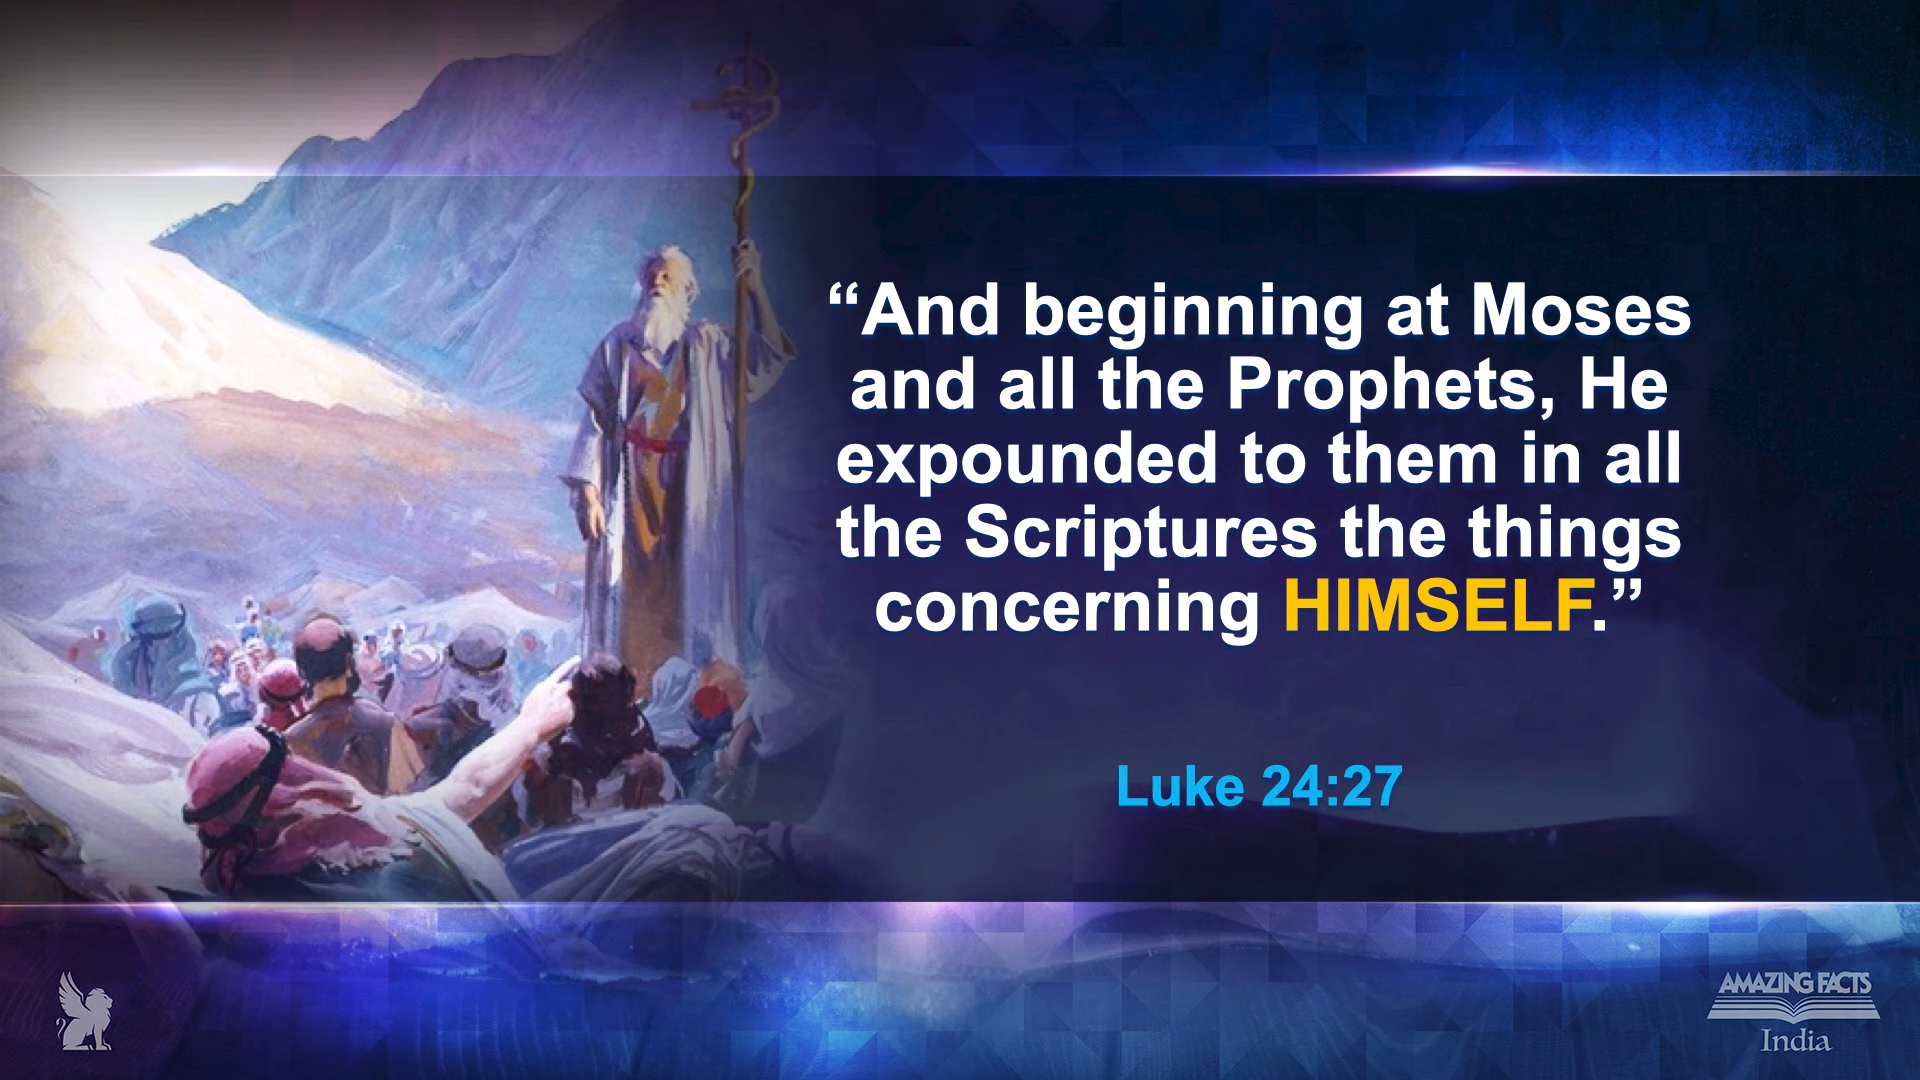 “And beginning at Moses
and all the Prophets, He
expounded to them in all
the Scriptures the things
concerning HIMSELF.”
Luke 24:27
AMAZING FACTS
India